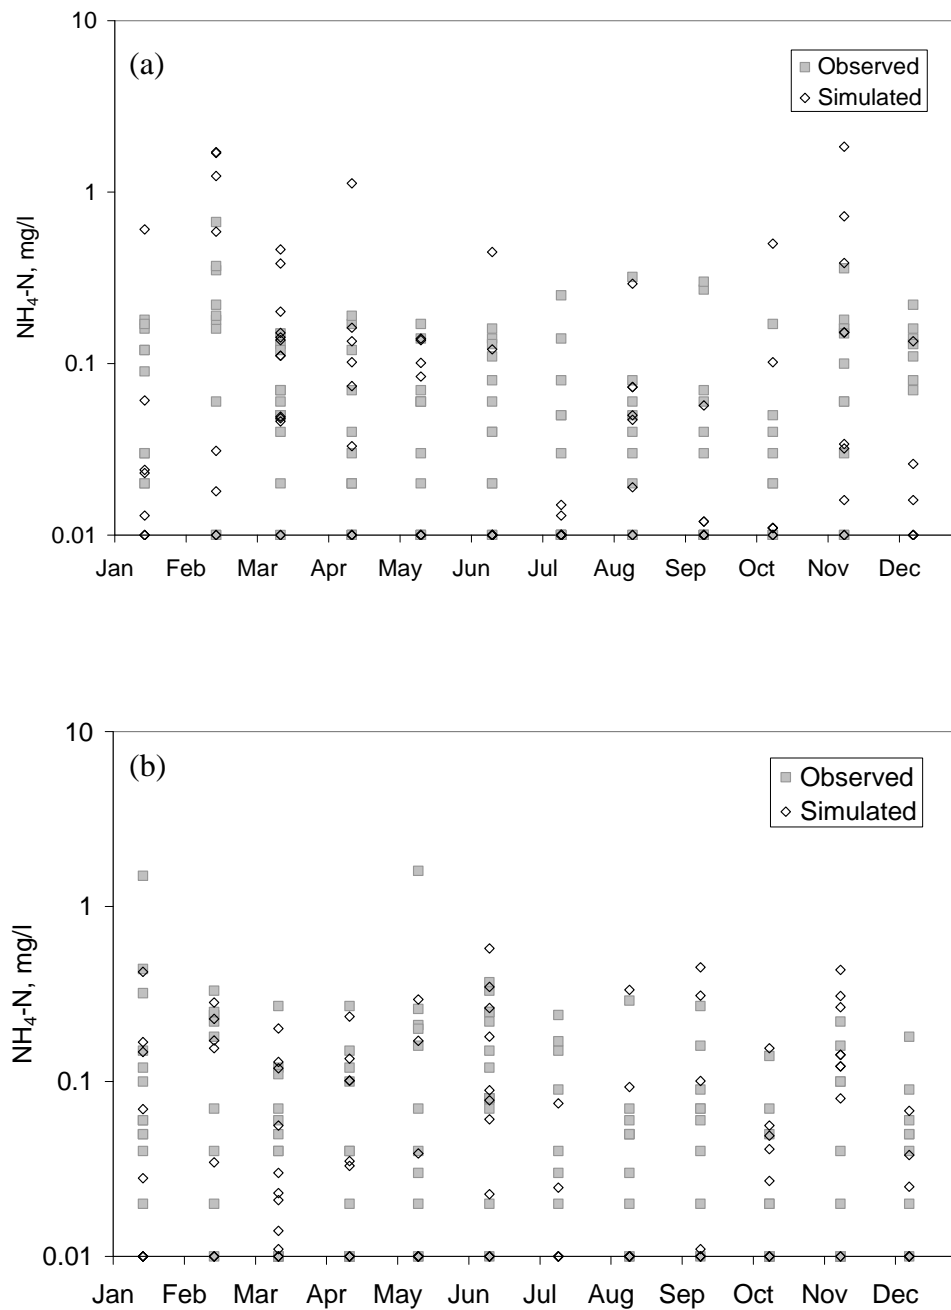 10
(a)
Observed
Simulated
1
NH₄-N, mg/l
0.1
0.01
Jan Feb Mar Apr May Jun Jul Aug Sep Oct Nov Dec
10
(b)
Observed
Simulated
1
NH₄-N, mg/l
0.1
0.01
Jan Feb Mar Apr May Jun Jul Aug Sep Oct Nov Dec